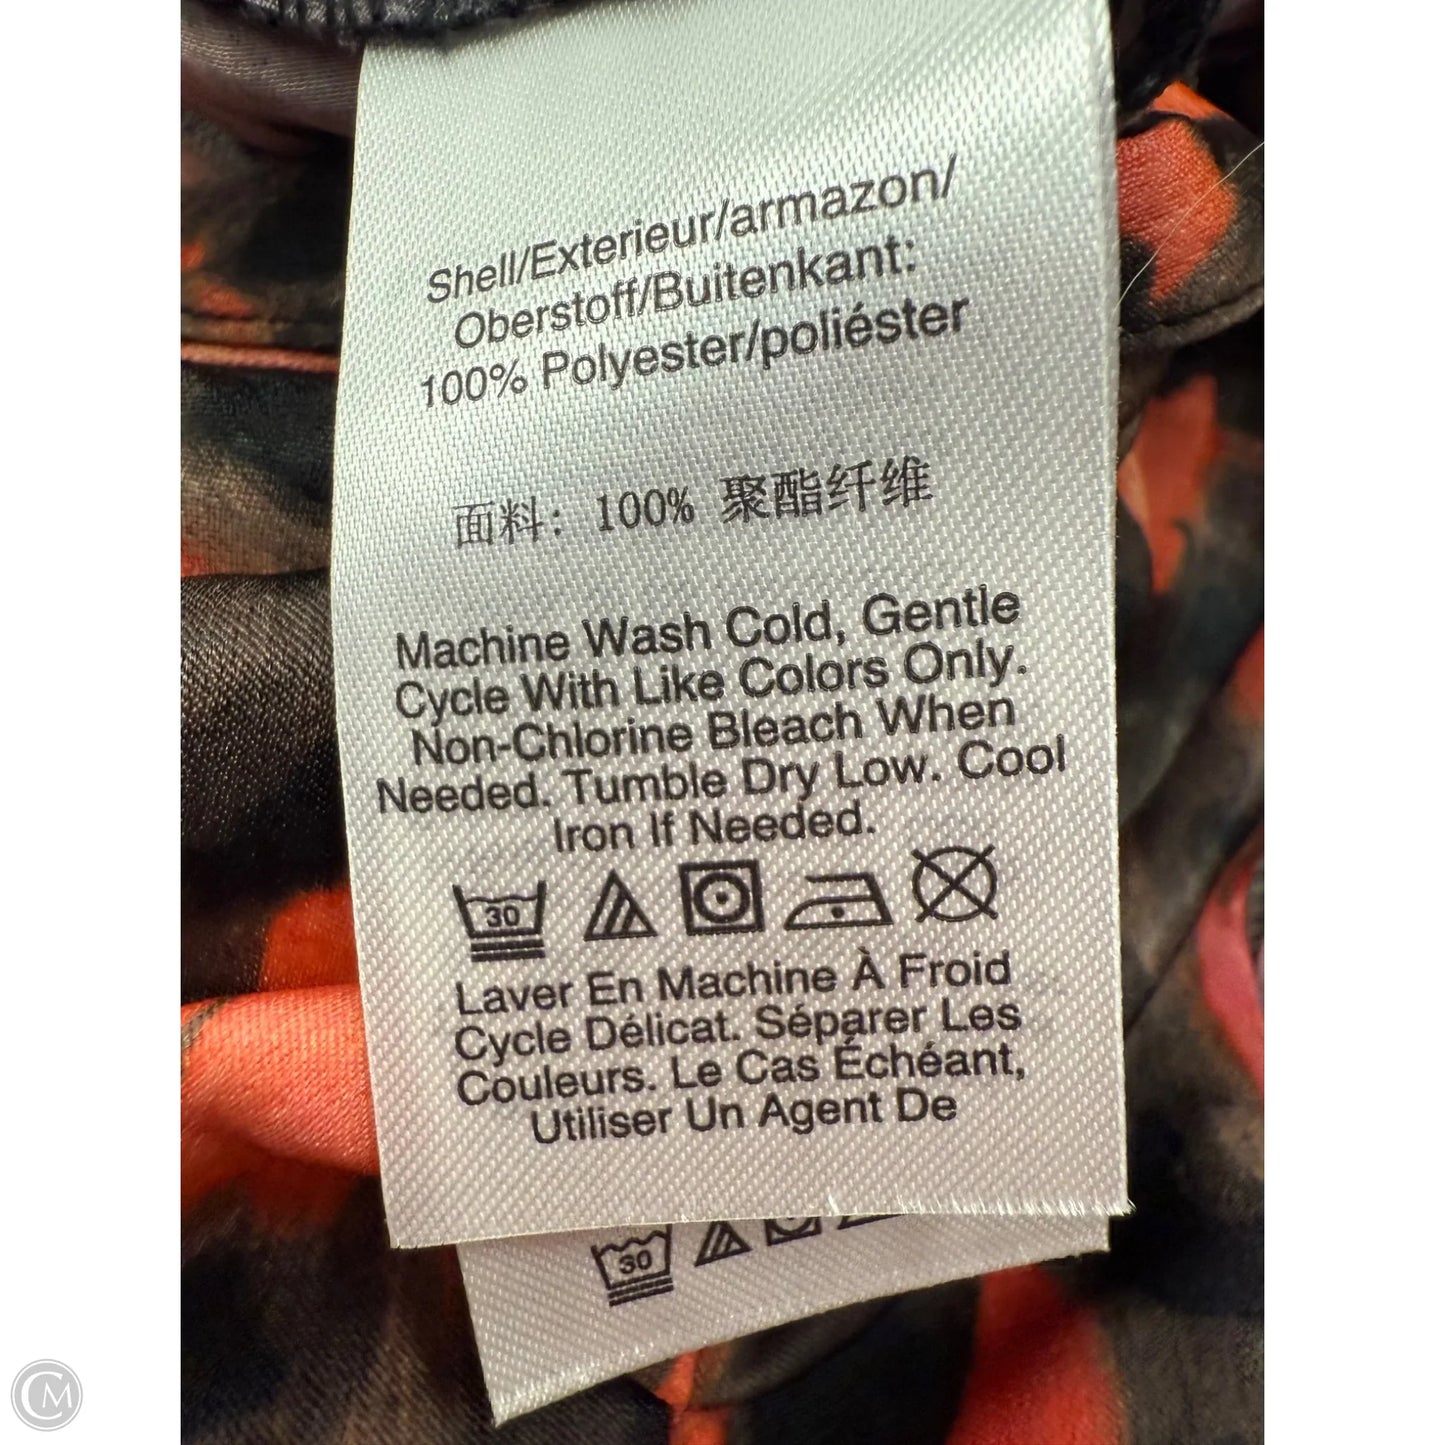 Shell/Exterieur/armazon/
Oberstoff/Buitenkant:
100% Polyester/poliéster
面料: 100% 聚酯纤维
Machine Wash Cold, Gentle
Cycle With Like Colors Only.
Non-Chlorine Bleach When
Needed. Tumble Dry Low. Cool
Iron If Needed.
30
Laver En Machine À Froid
Cycle Délicat. Séparer Les
Couleurs. Le Cas Échéant,
Utiliser Un Agent De
30
CM